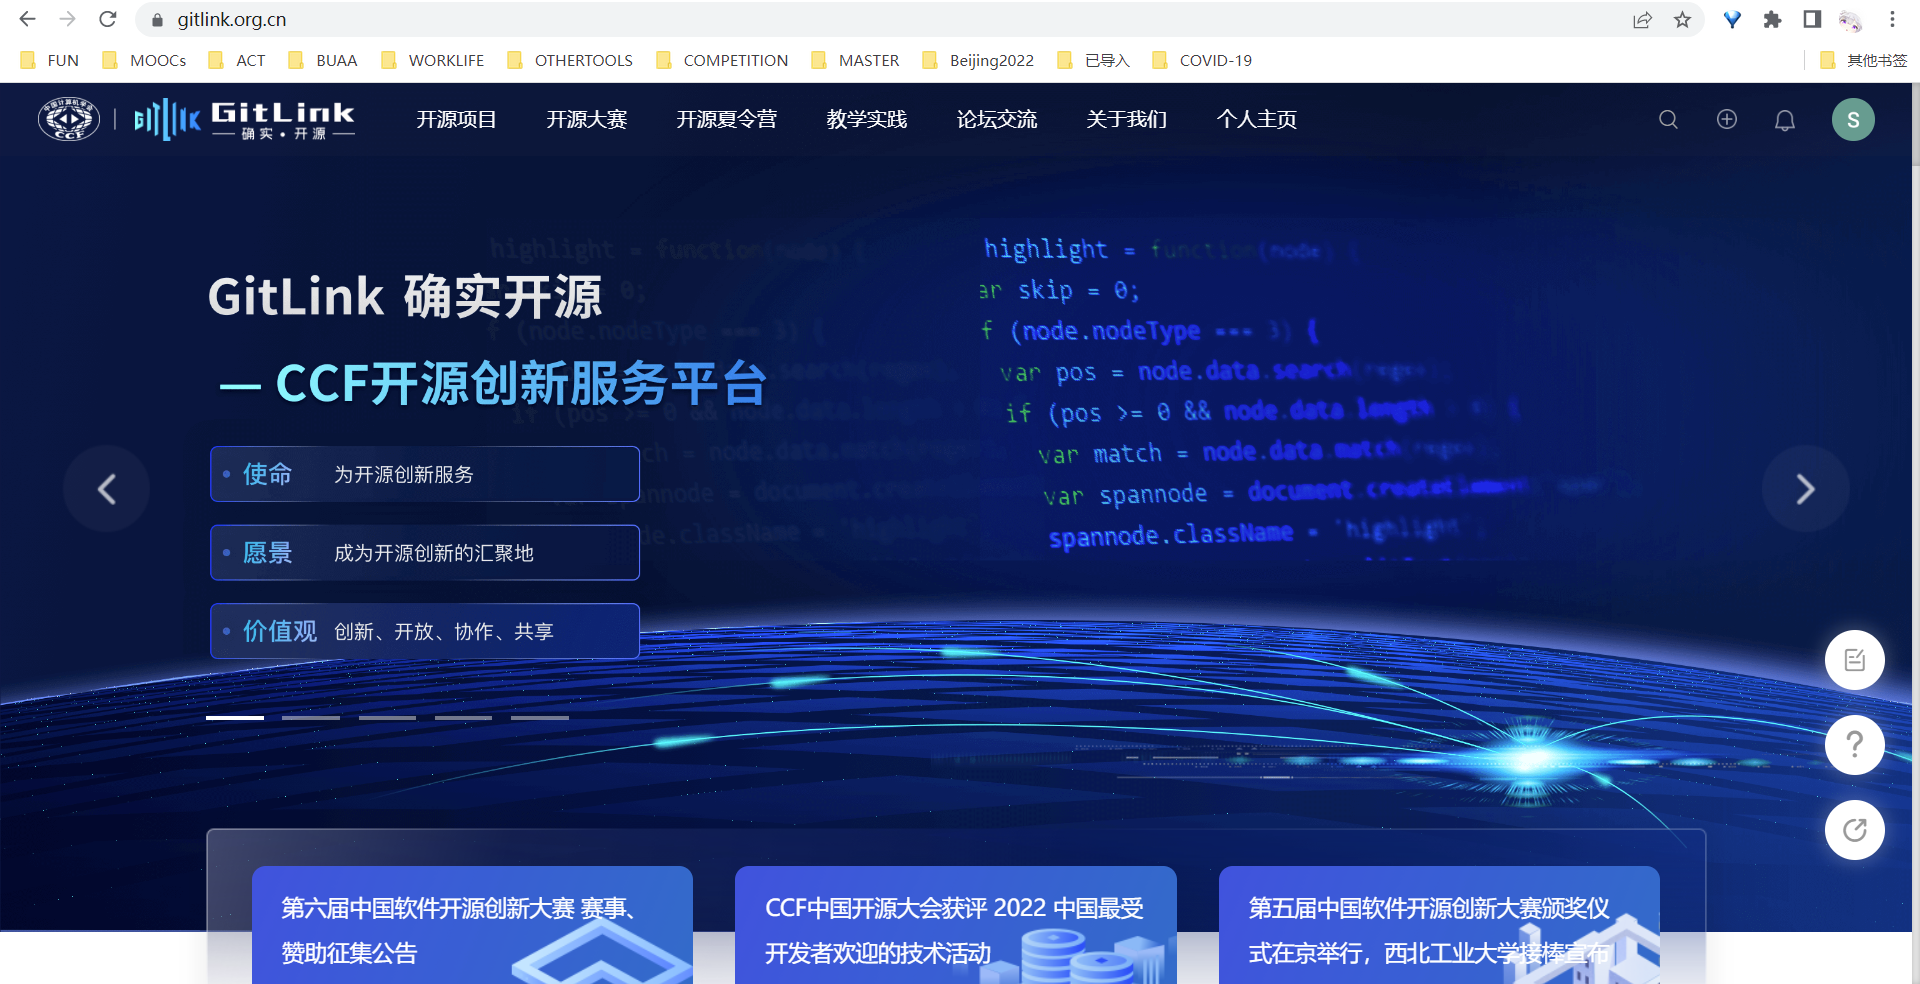 gitlink.org.cn
FUN MOOCs ACT BUAA WORKLIFE OTHERTOOLS COMPETITION MASTER Beijing2022 已导入 COVID-19 其他书签
中国计算机学会
CCF
GitLink
GitLink
确实·开源
开源项目 开源大赛 开源夏令营 教学实践 论坛交流 关于我们 个人主页 S
highlight = function(node) {
ar skip = 0;
f (node.nodeType === 3) {
var pos = node.data.search(
if (pos >= 0 && node.data.length
var match = node.data.match(
var spannode = document.createElement
spannode.className = 'highlight';
GitLink 确实开源
— CCF开源创新服务平台
使命 为开源创新服务
愿景 成为开源创新的汇聚地
价值观 创新、开放、协作、共享
第六届中国软件开源创新大赛 赛事、
赞助征集公告
CCF中国开源大会获评 2022 中国最受
开发者欢迎的技术活动
第五届中国软件开源创新大赛颁奖仪
式在京举行，西北工业大学接棒宣布